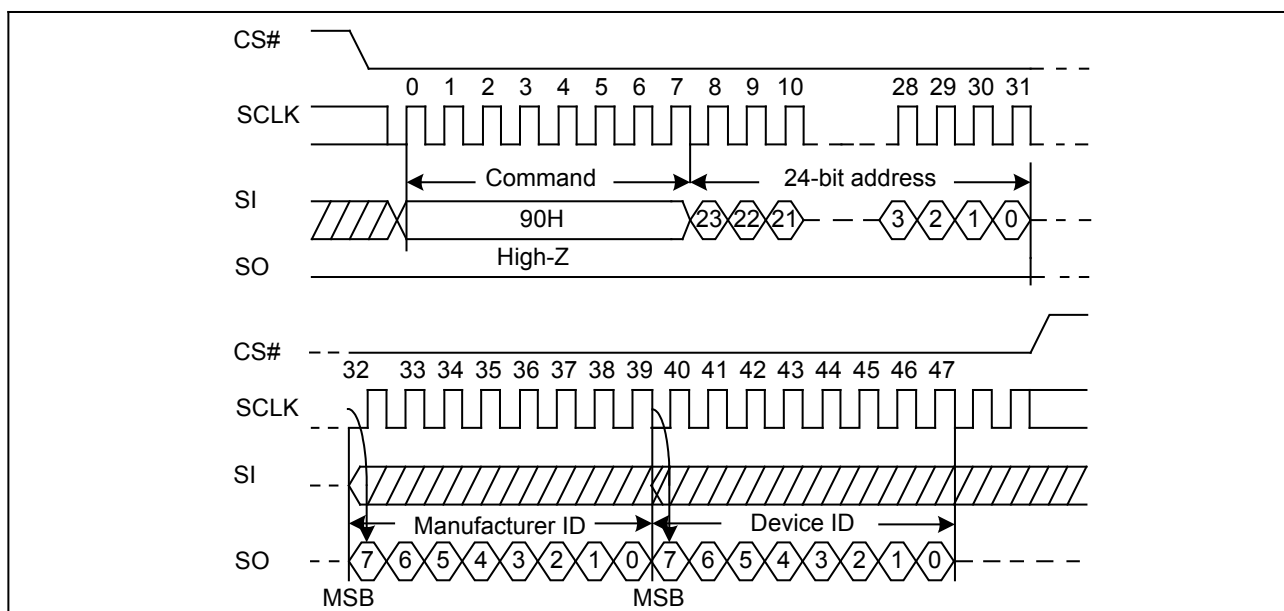 CS#
0 1 2 3 4 5 6 7 8 9 10 28 29 30 31
SCLK
Command 24-bit address
SI
90H 23 22 21 3 2 1 0
High-Z
SO
CS#
32 33 34 35 36 37 38 39 40 41 42 43 44 45 46 47
SCLK
SI
Manufacturer ID Device ID
SO 7 6 5 4 3 2 1 0 7 6 5 4 3 2 1 0
MSB MSB